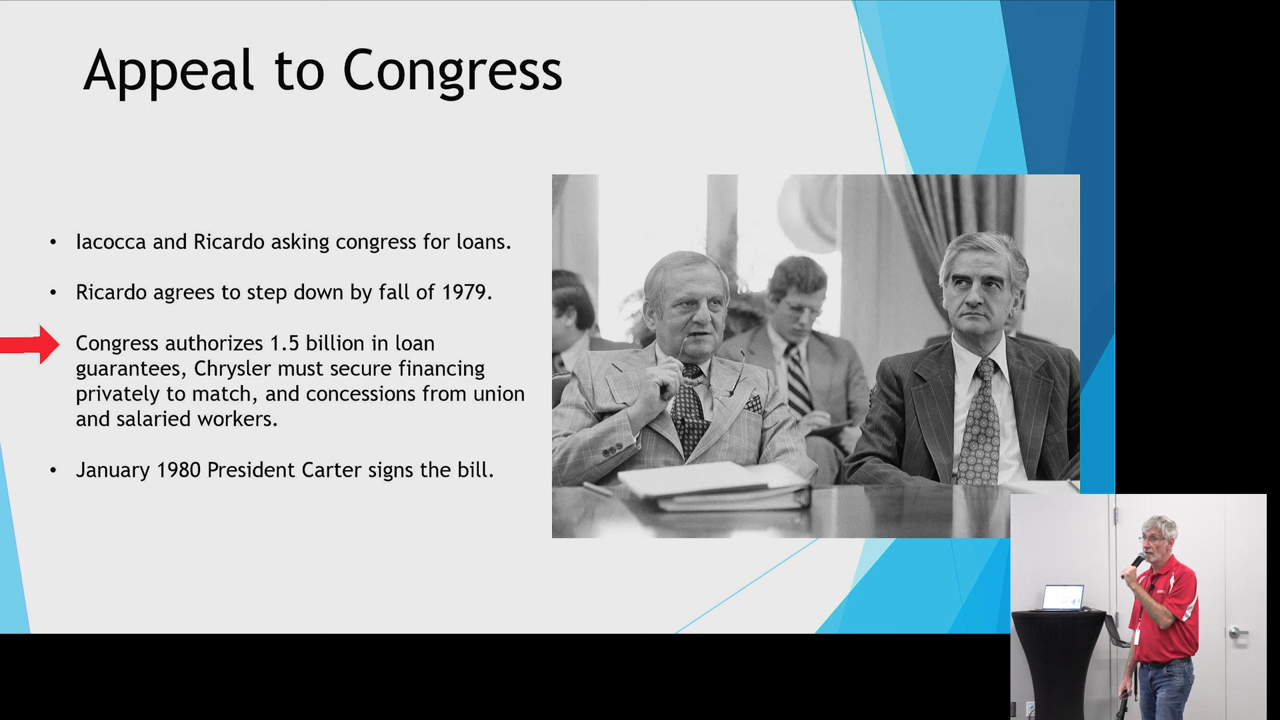 Appeal to Congress
• Iacocca and Ricardo asking congress for loans.
• Ricardo agrees to step down by fall of 1979.
Congress authorizes 1.5 billion in loan
guarantees, Chrysler must secure financing
privately to match, and concessions from union
and salaried workers.
• January 1980 President Carter signs the bill.